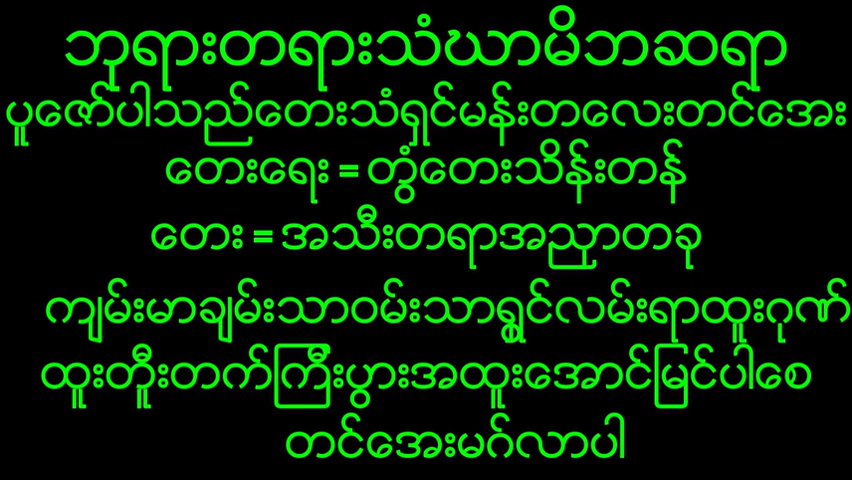 ဘုရားတရားသံဃာမိဘဆရာ
ပူဇော်ပါသည်တေးသံရှင်မန်းတလေးတင်အေး
တေးရေး = တွံတေးသိန်းတန်
တေး = အသီးတရာအညှာတခု
ကျမ်းမာချမ်းသာဝမ်းသာရွှင်လမ်းရာထူးဂုဏ်
ထူးတိူးတက်ကြီးပွားအထူးအောင်မြင်ပါစေ
တင်အေးမင်္ဂလာပါ